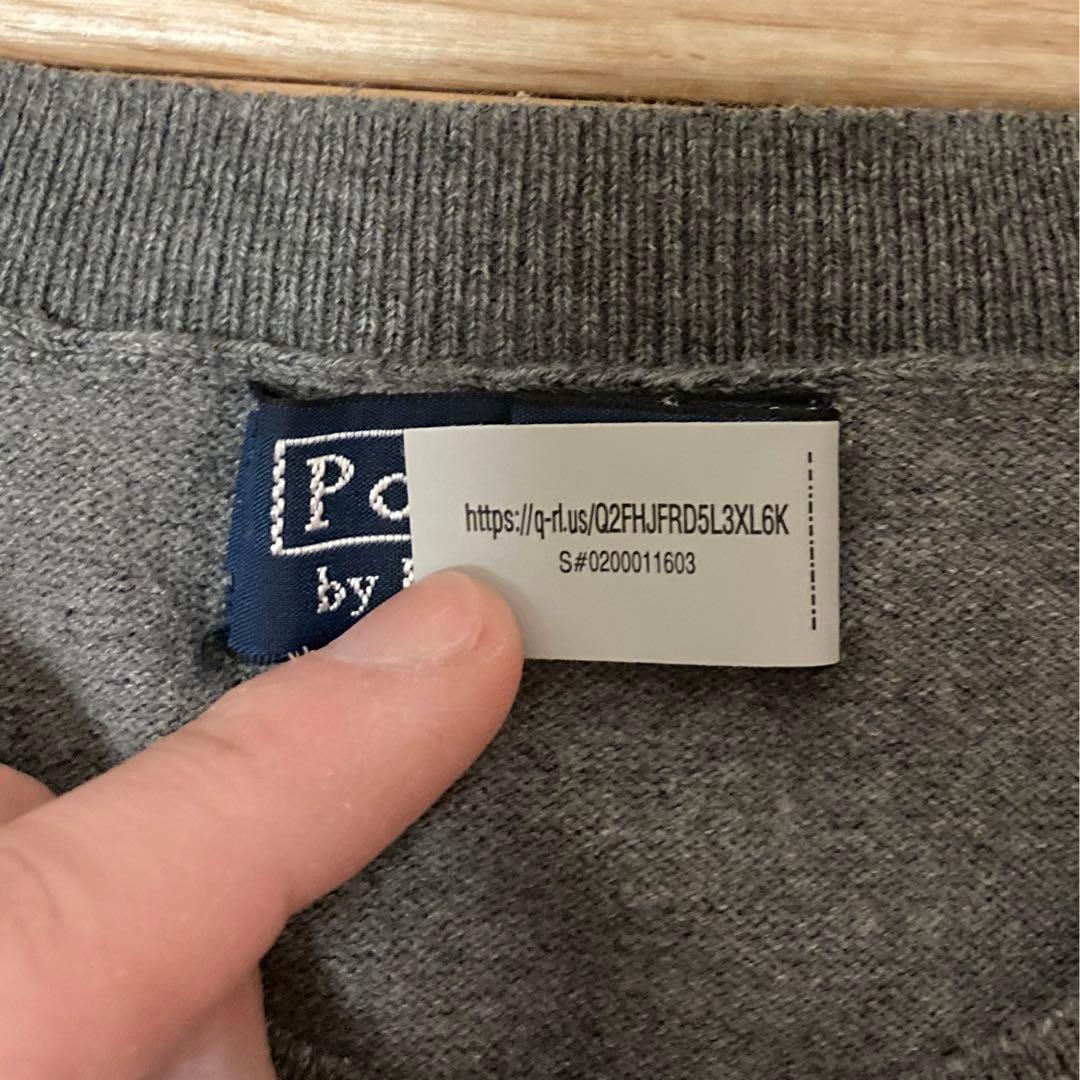 Po
by
https://q-rl.us/Q2FHJFRD5L3XL6K
S#0200011603